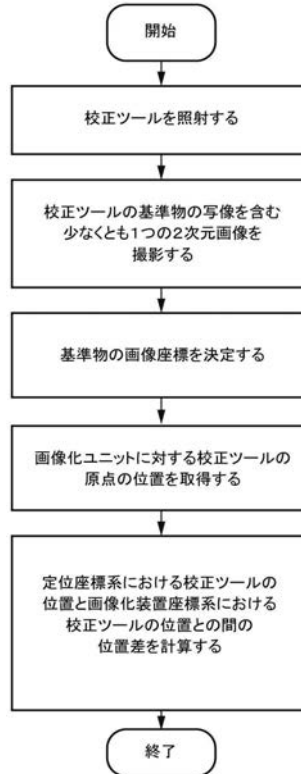 開始
校正ツールを照射する
校正ツールの基準物の写像を含む
少なくとも1つの2次元画像を
撮影する
基準物の画像座標を決定する
画像化ユニットに対する校正ツールの
原点の位置を取得する
定位座標系における校正ツールの
位置と画像化装置座標系における
校正ツールの位置との間の
位置差を計算する
終了